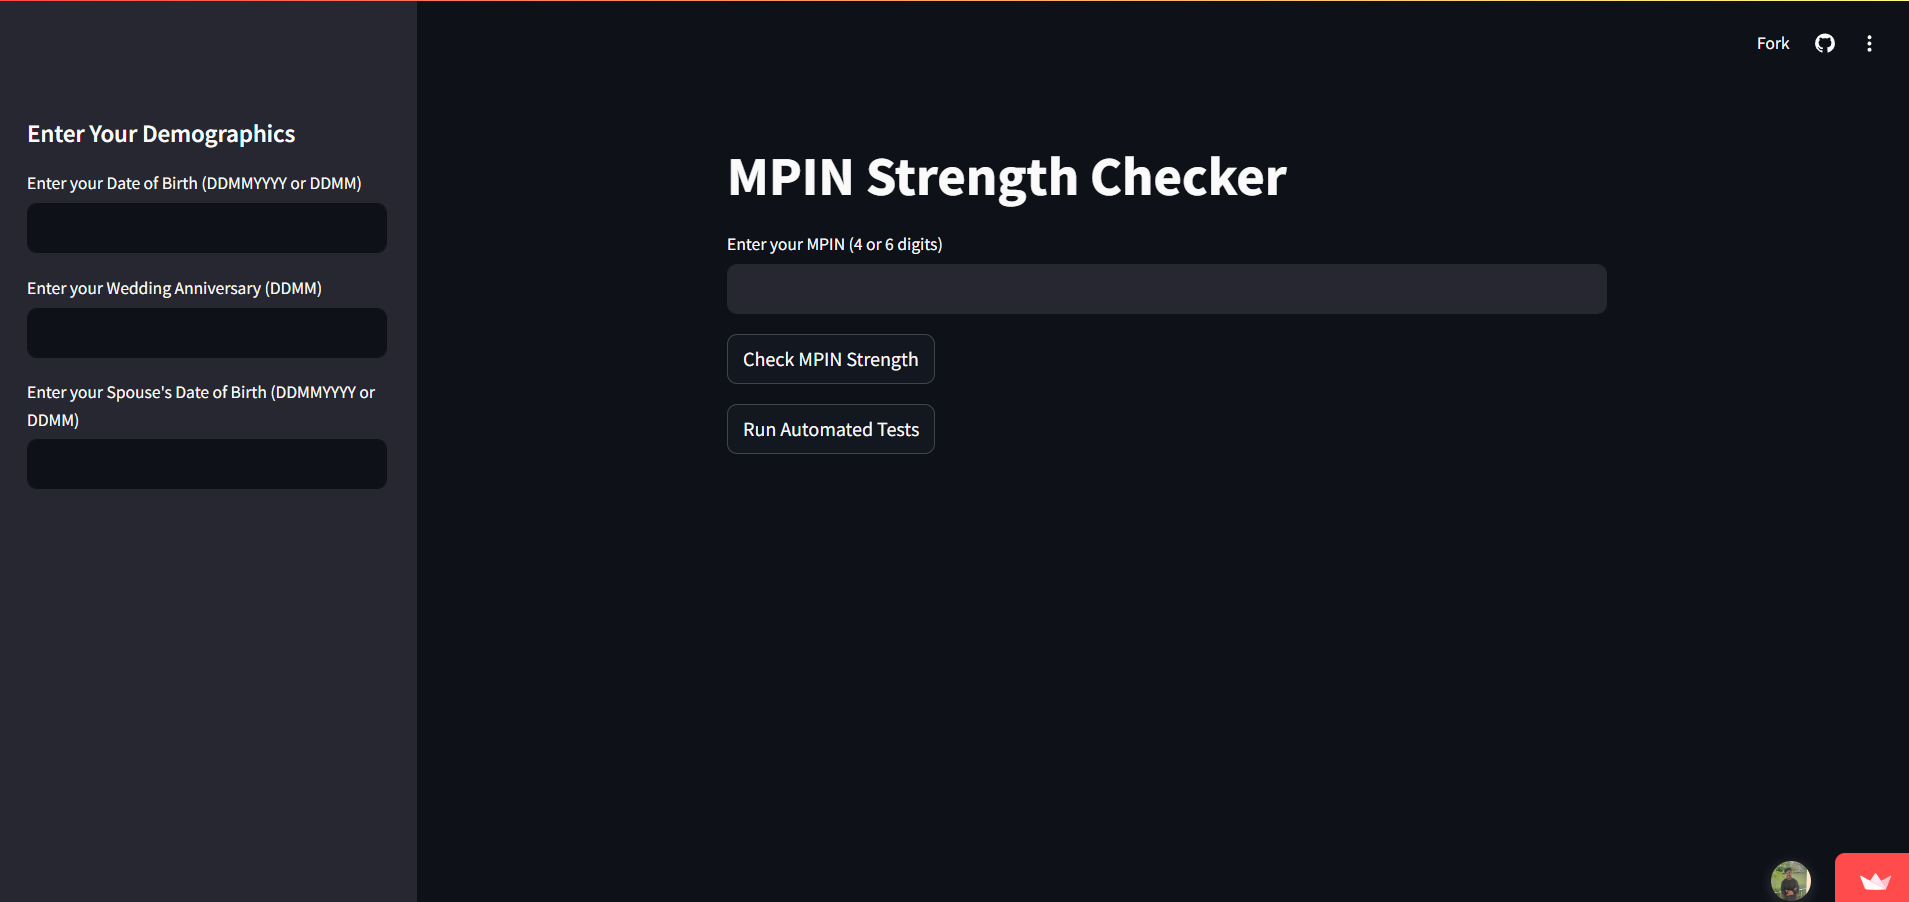 Fork
Enter Your Demographics
Enter your Date of Birth (DDMMYYYY or DDMM)
Enter your Wedding Anniversary (DDMM)
Enter your Spouse's Date of Birth (DDMMYYYY or
DDMM)
MPIN Strength Checker
Enter your MPIN (4 or 6 digits)
Check MPIN Strength
Run Automated Tests